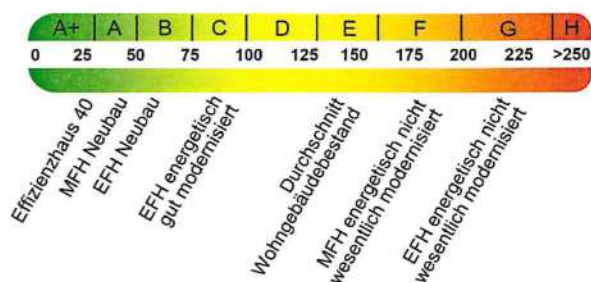 A+ A B C D E F G H
0 25 50 75 100 125 150 175 200 225 >250
Effizienzhaus 40
MFH Neubau
EFH Neubau
EFH energetisch
gut modernisiert
Durchschnitt
Wohngebäudebestand
MFH energetisch nicht
wesentlich modernisiert
EFH energetisch nicht
wesentlich modernisiert